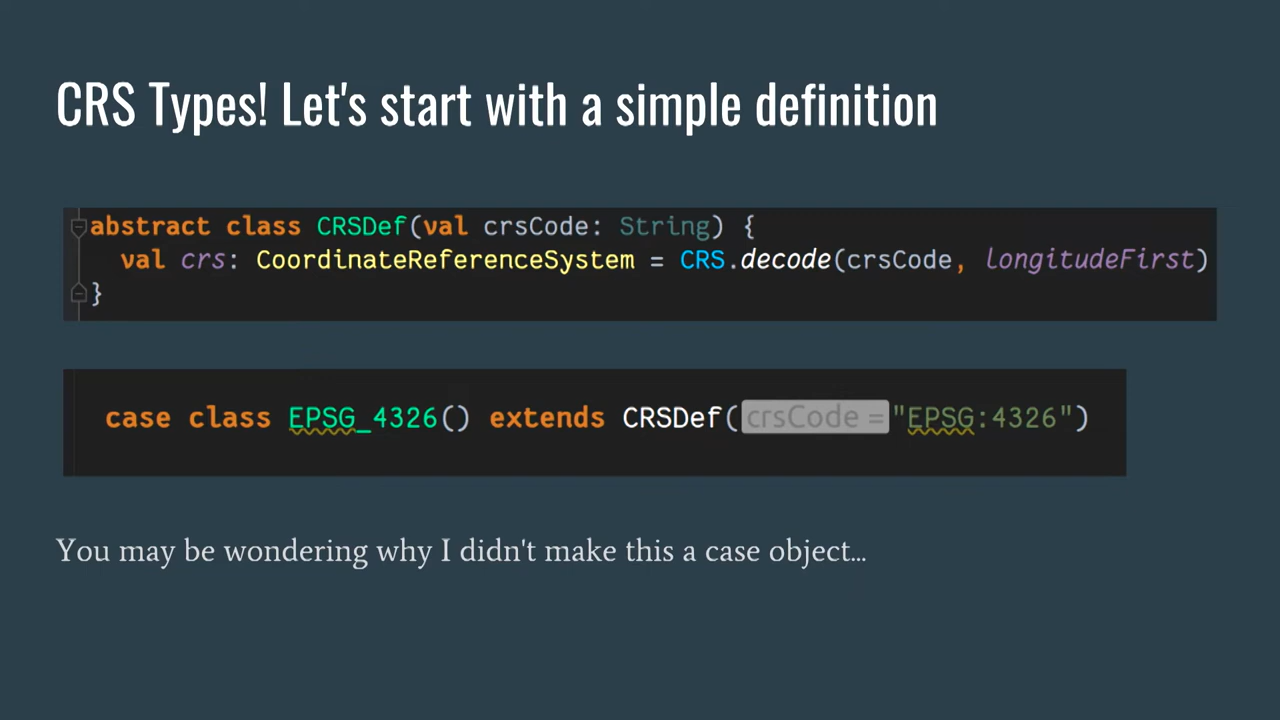 CRS Types! Let's start with a simple definition
abstract class CRSDef(val crsCode: String) {
val crs: CoordinateReferenceSystem = CRS.decode(crsCode, longitudeFirst)
}
case class EPSG_4326() extends CRSDef(crsCode = "EPSG:4326")
You may be wondering why I didn't make this a case object...